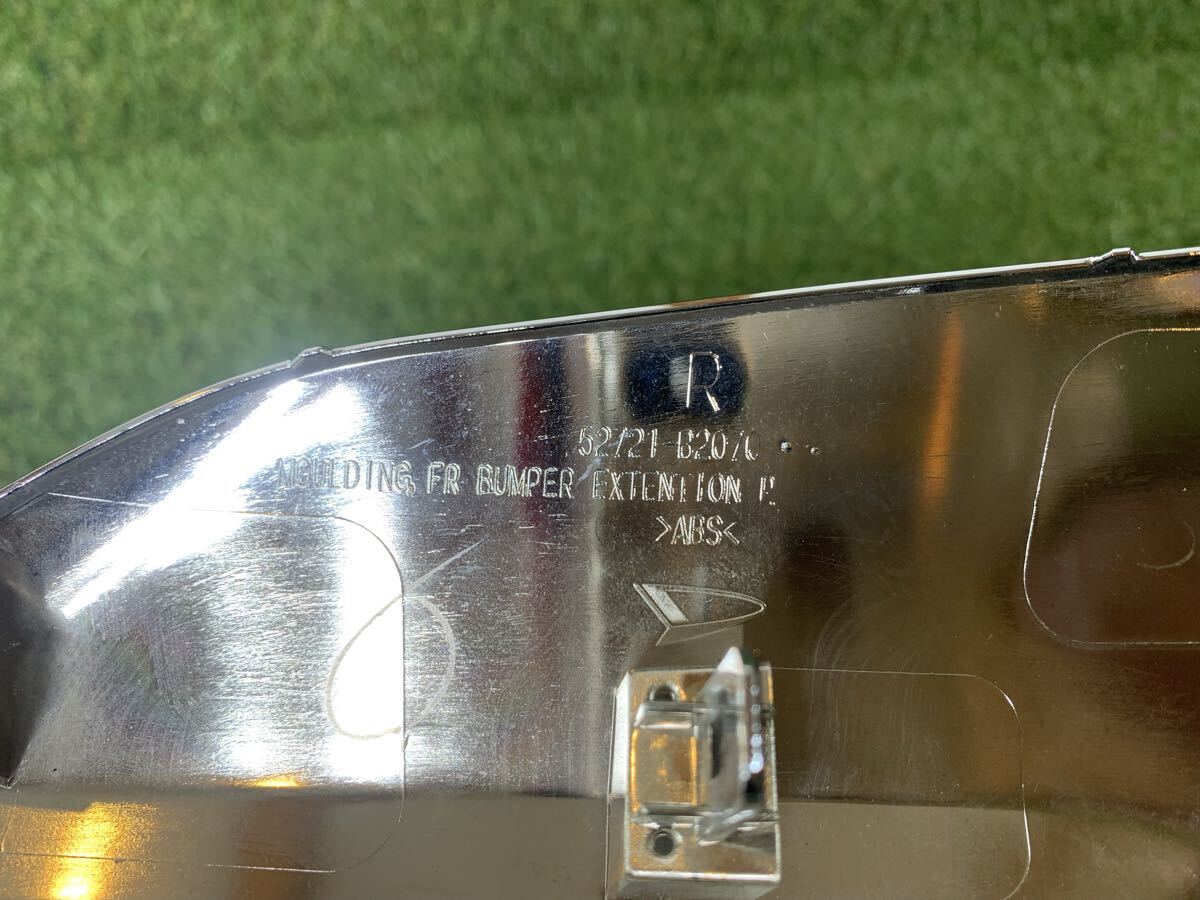 R
52721-B2070
MOULDING, FR BUMPER EXTENTION R
>ABS<